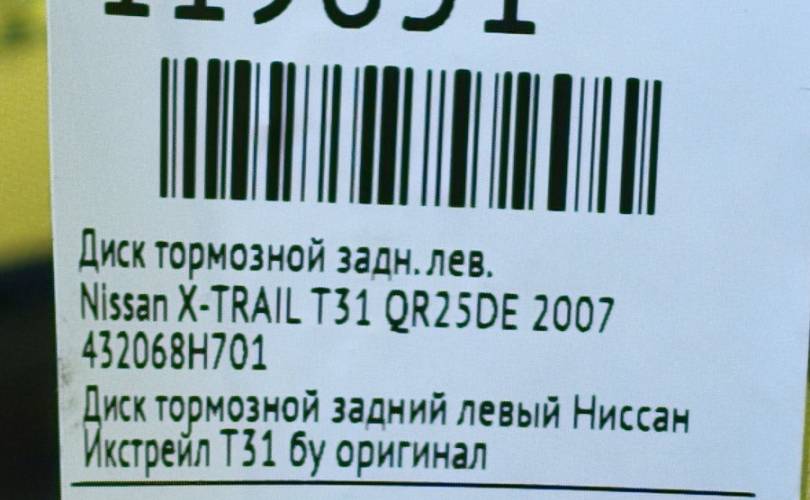 119691
Диск тормозной задн. лев.
Nissan X-TRAIL T31 QR25DE 2007
432068H701
Диск тормозной задний левый Ниссан
Икстрейл Т31 бу оригинал